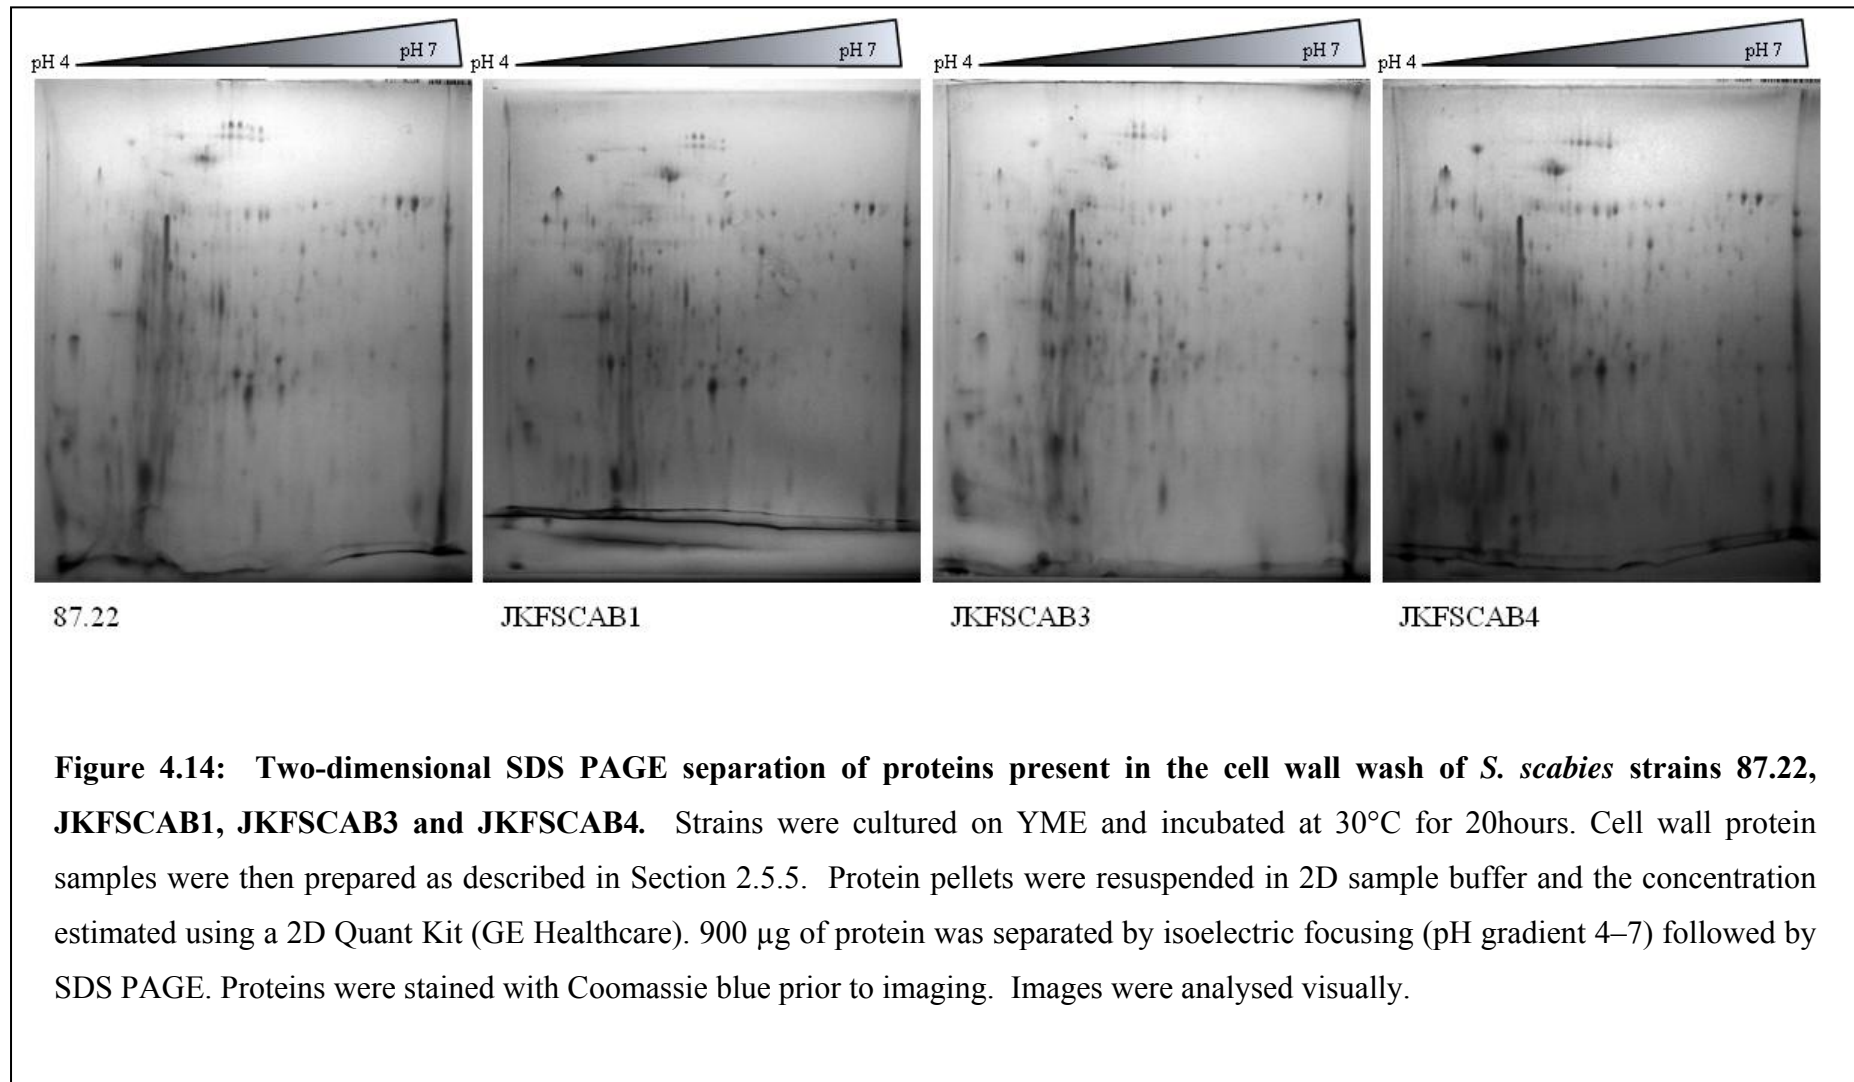 pH 4 pH 7 pH 4 pH 7 pH 4 pH 7 pH 4 pH 7
87.22 JKFSCAB1 JKFSCAB3 JKFSCAB4
Figure 4.14: Two-dimensional SDS PAGE separation of proteins present in the cell wall wash of S. scabies strains 87.22,
JKFSCAB1, JKFSCAB3 and JKFSCAB4. Strains were cultured on YME and incubated at 30°C for 20hours. Cell wall protein
samples were then prepared as described in Section 2.5.5. Protein pellets were resuspended in 2D sample buffer and the concentration
estimated using a 2D Quant Kit (GE Healthcare). 900 µg of protein was separated by isoelectric focusing (pH gradient 4–7) followed by
SDS PAGE. Proteins were stained with Coomassie blue prior to imaging. Images were analysed visually.